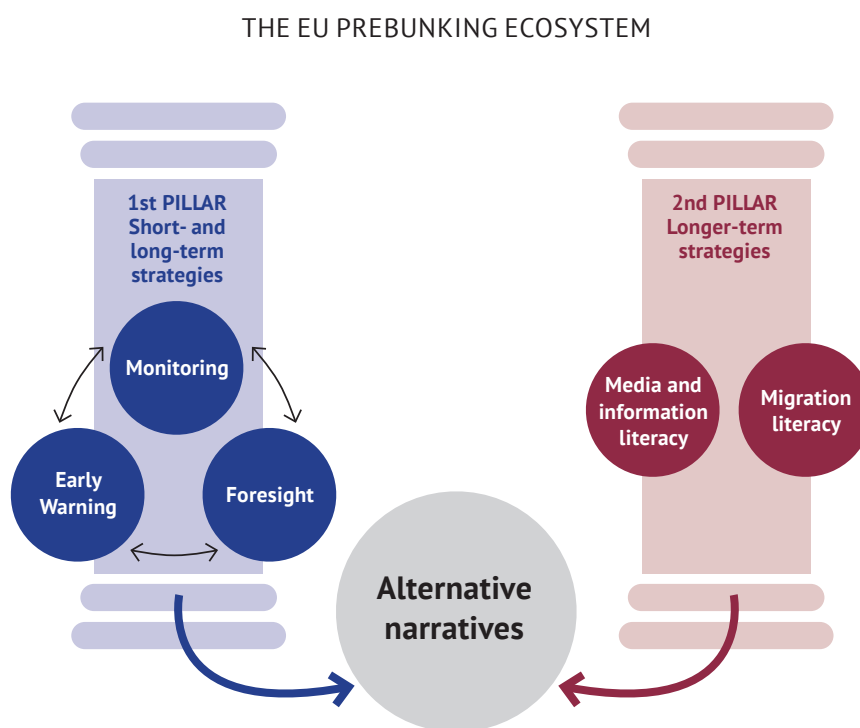 THE EU PREBUNKING ECOSYSTEM
1st PILLAR
Short- and
long-term
strategies
Monitoring
Early
Warning
Foresight
2nd PILLAR
Longer-term
strategies
Media and
information
literacy
Migration
literacy
Alternative
narratives